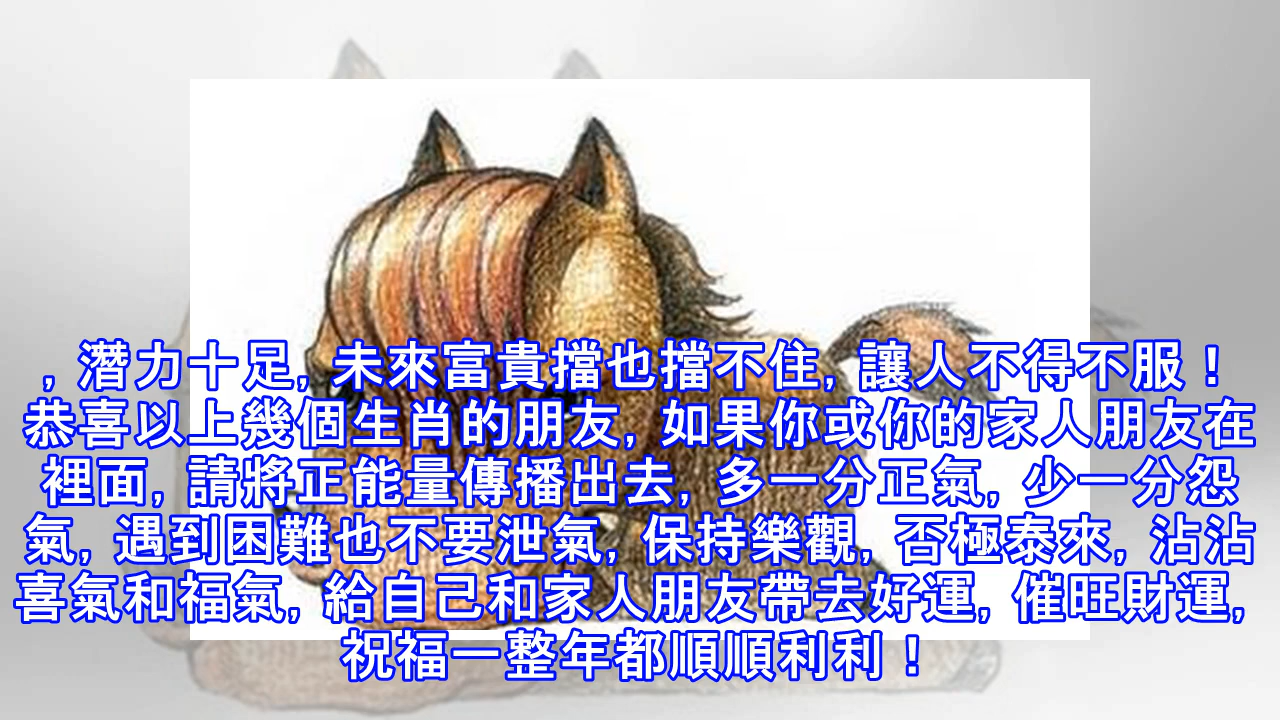 , 潛力十足, 未來富貴擋也擋不住, 讓人不得不服！
恭喜以上幾個生肖的朋友, 如果你或你的家人朋友在
裡面, 請將正能量傳播出去, 多一分正氣, 少一分怨
氣, 遇到困難也不要泄氣, 保持樂觀, 否極泰來, 沾沾
喜氣和福氣, 給自己和家人朋友帶去好運, 催旺財運,
祝福一整年都順順利利！